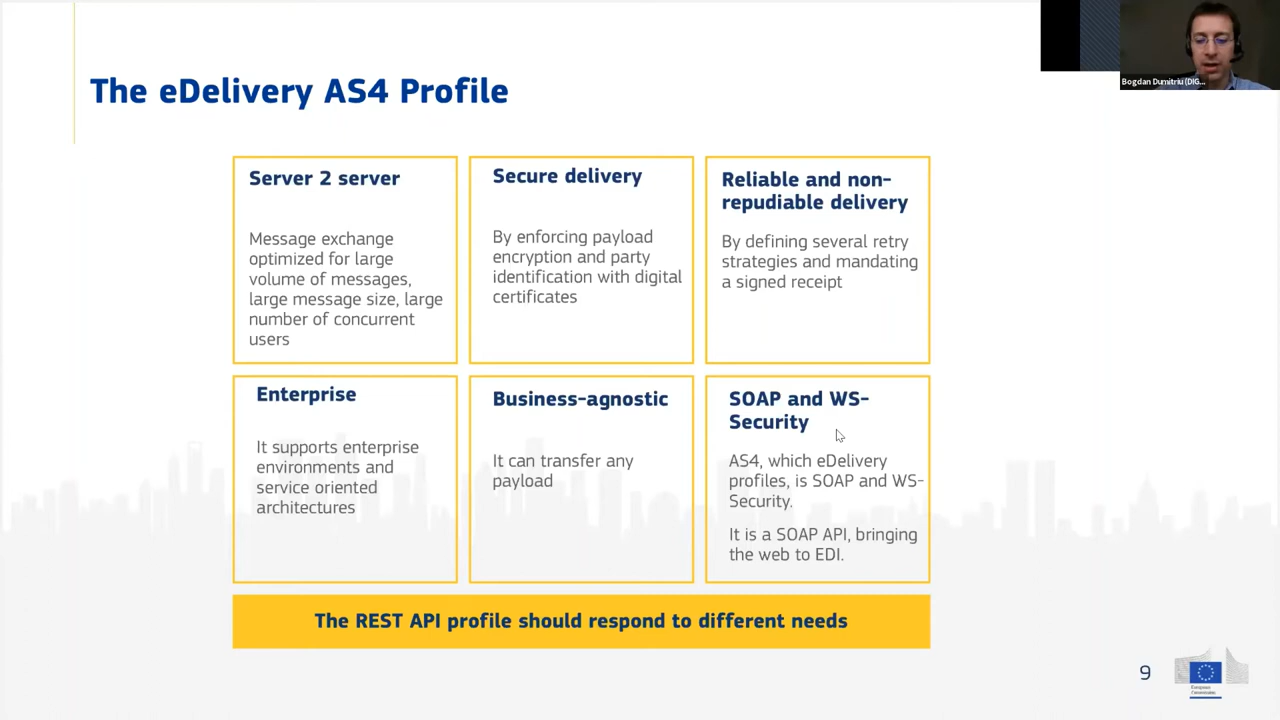 Bogdan Dumitriu (DIG...
The eDelivery AS4 Profile
Server 2 server
Message exchange
optimized for large
volume of messages,
large message size, large
number of concurrent
users
Secure delivery
By enforcing payload
encryption and party
identification with digital
certificates
Reliable and non-
repudiable delivery
By defining several retry
strategies and mandating
a signed receipt
Enterprise
It supports enterprise
environments and
service oriented
architectures
Business-agnostic
It can transfer any
payload
SOAP and WS-
Security
AS4, which eDelivery
profiles, is SOAP and WS-
Security.
It is a SOAP API, bringing
the web to EDI.
The REST API profile should respond to different needs
9
European
Commission